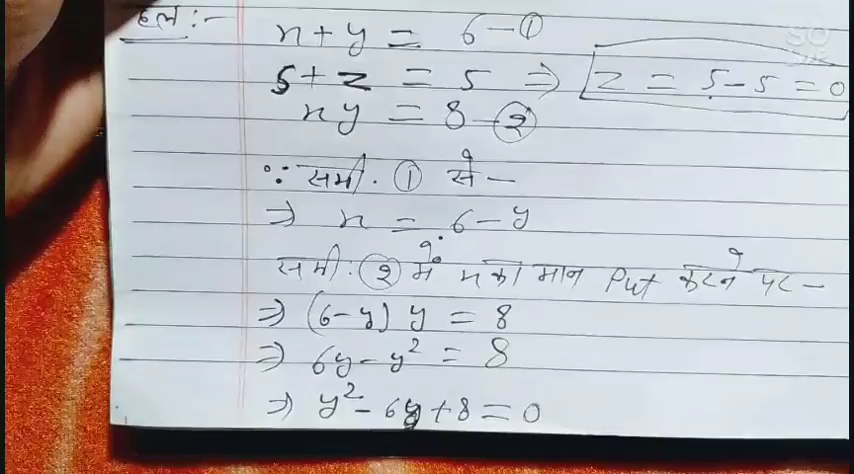 हल :-
x + y = 6 - ①
5 + z = 5 ⇒ z = 5 - 5 = 0
xy = 8 - ②
∵ समी. ① से -
⇒ x = 6 - y
समी. ② में x का मान Put करने पर -
⇒ (6 - y) y = 8
⇒ 6y - y² = 8
⇒ y² - 6y + 8 = 0